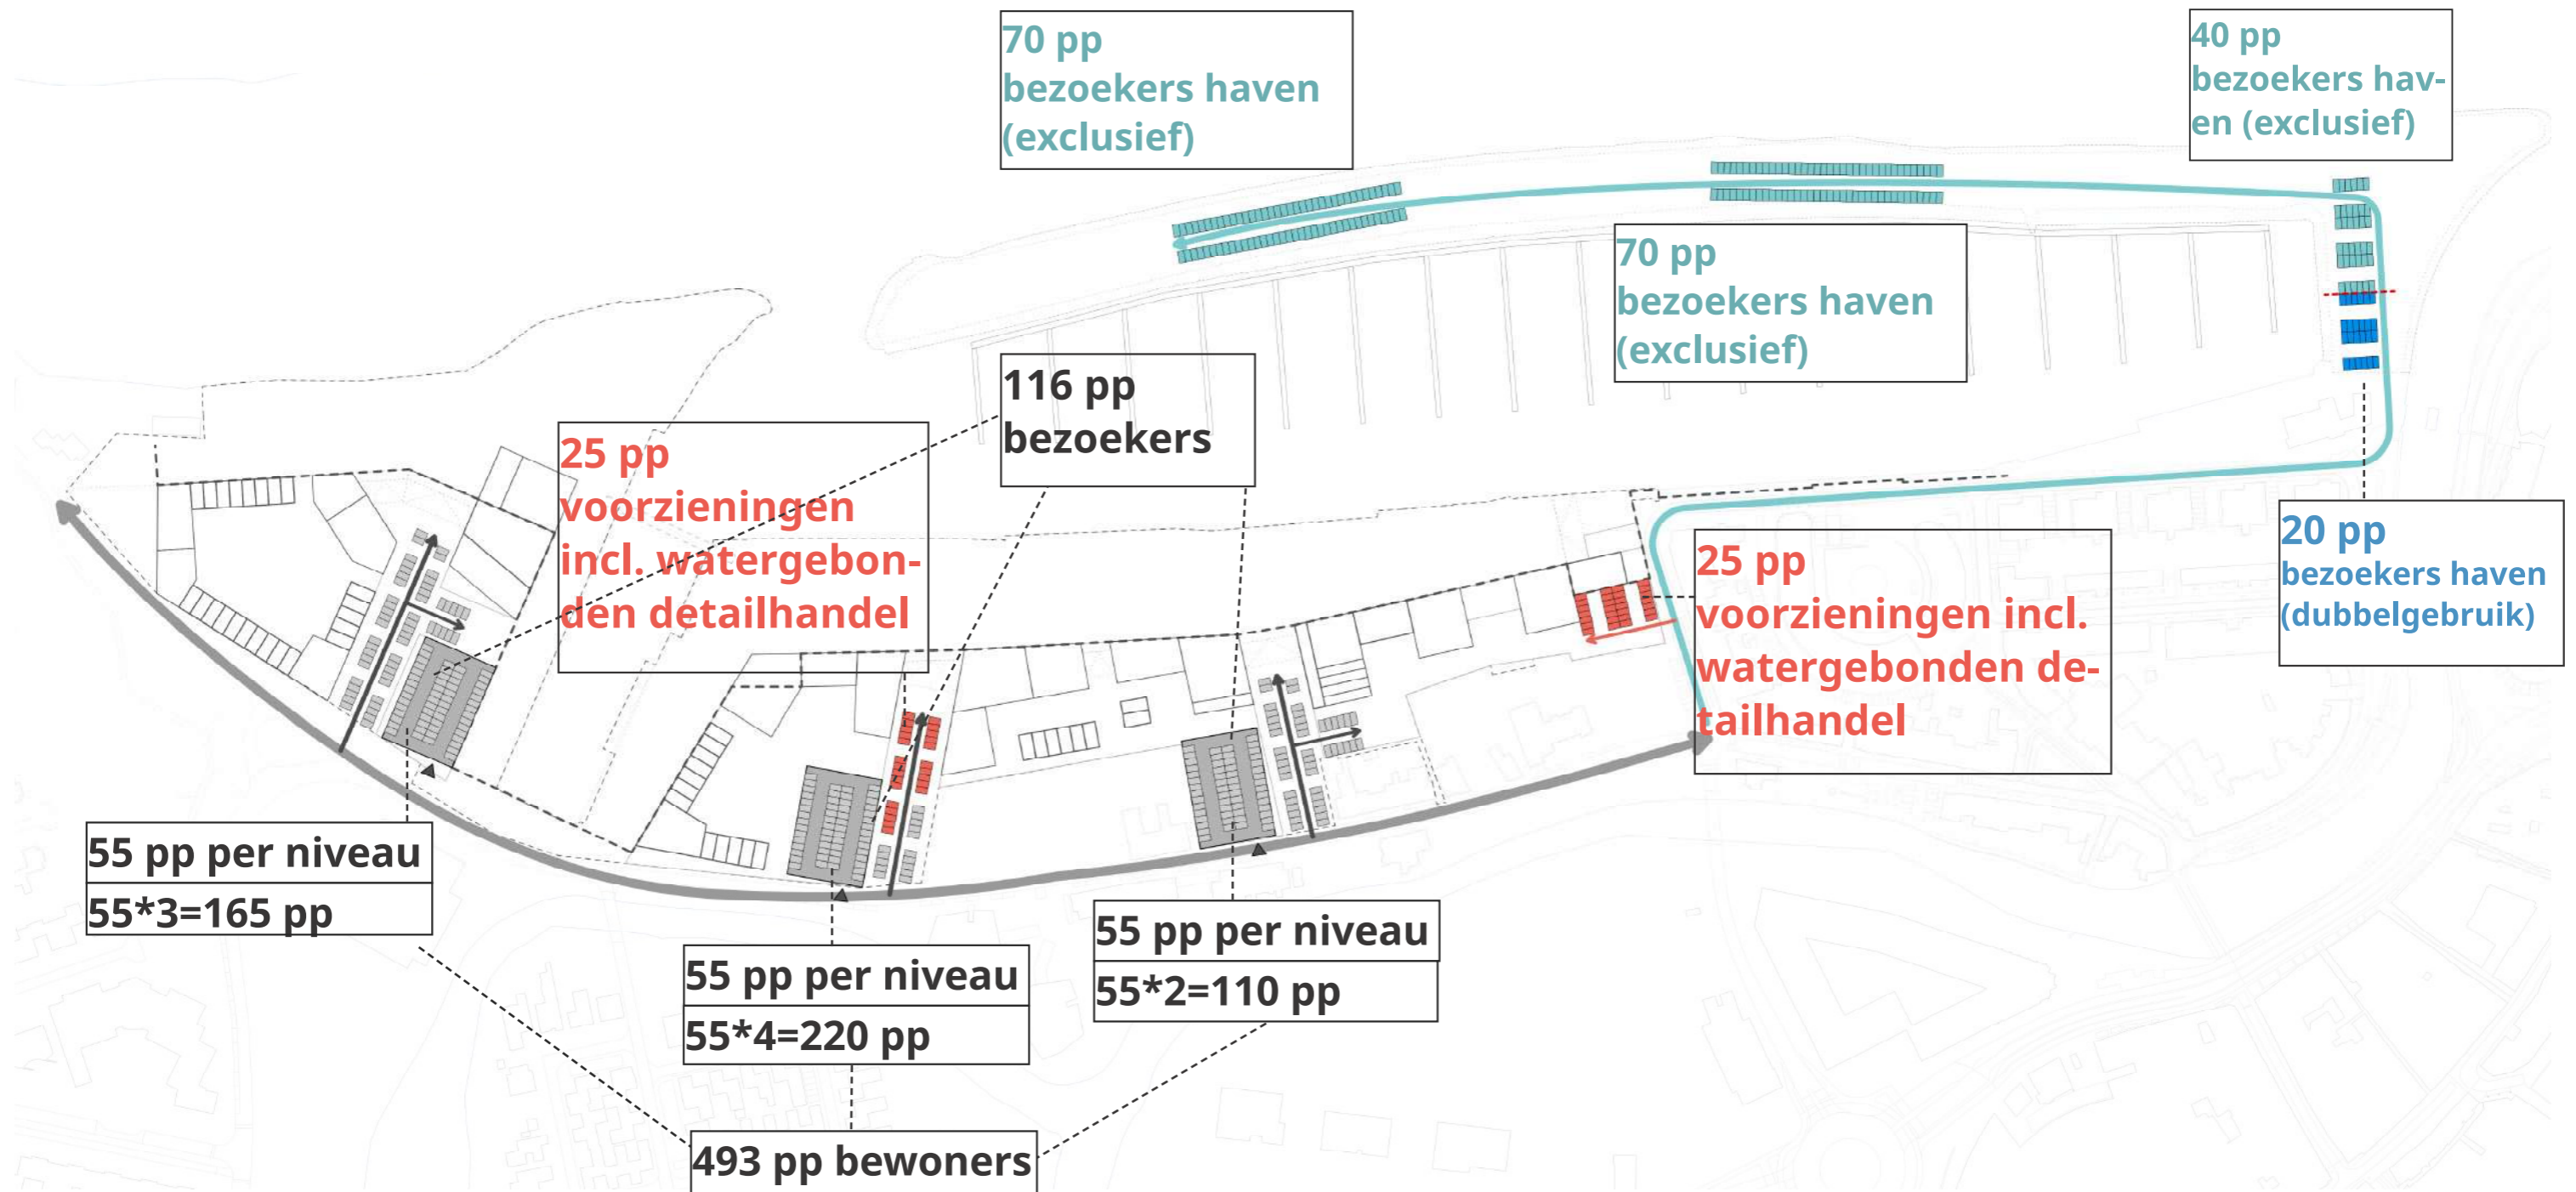 70 pp
bezoekers haven
(exclusief)
40 pp
bezoekers hav-
en (exclusief)
70 pp
bezoekers haven
(exclusief)
116 pp
bezoekers
25 pp
voorzieningen
incl. watergebon-
den detailhandel
20 pp
bezoekers haven
(dubbelgebruik)
25 pp
voorzieningen incl.
watergebonden de-
tailhandel
55 pp per niveau
55*3=165 pp
55 pp per niveau
55*4=220 pp
55 pp per niveau
55*2=110 pp
493 pp bewoners